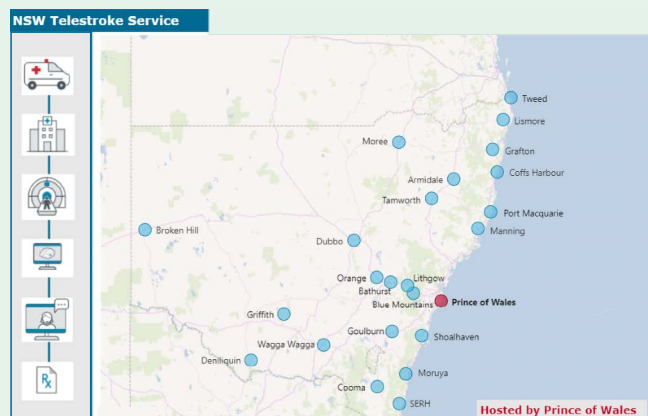 NSW Telestroke Service
Tweed
Lismore
Moree
Grafton
Coffs Harbour
Armidale
Tamworth
Port Macquarie
Manning
Broken Hill
Dubbo
Orange
Lithgow
Bathurst
Blue Mountains
Prince of Wales
Griffith
Goulburn
Shoalhaven
Wagga Wagga
Deniliquin
Moruya
Cooma
SERH
Rx
Hosted by Prince of Wales